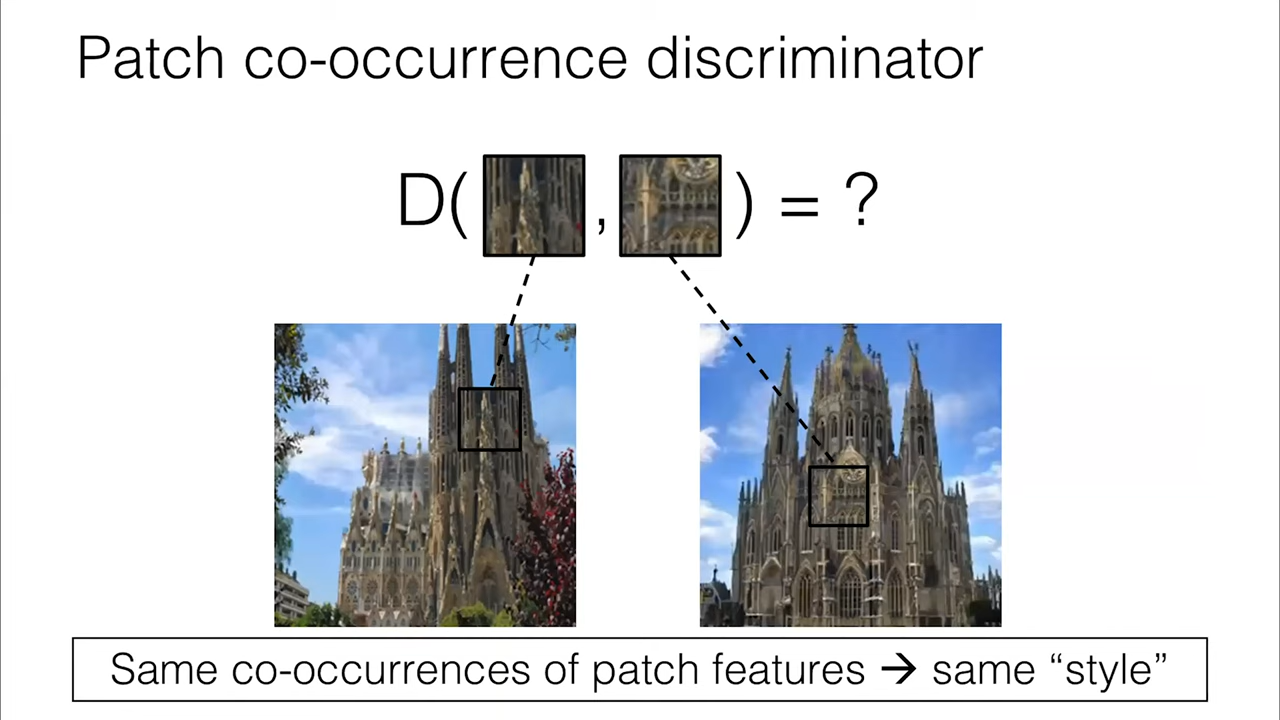 Patch co-occurrence discriminator
D( , ) = ?
Same co-occurrences of patch features → same “style”